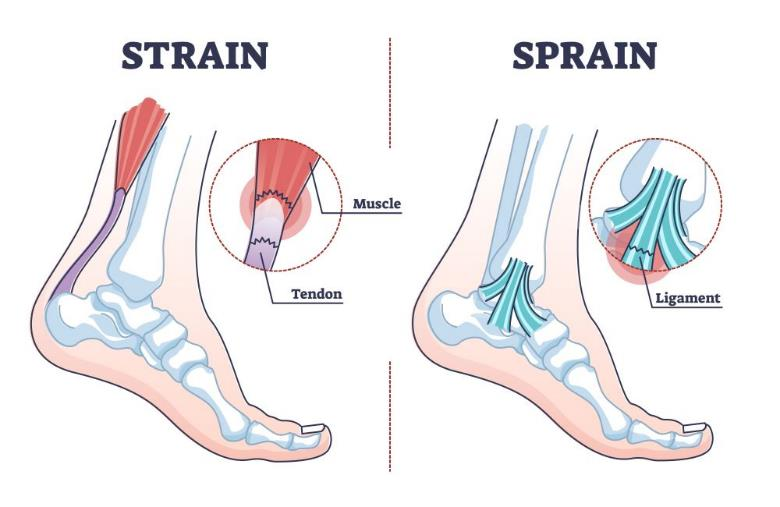 STRAIN
Muscle
Tendon
SPRAIN
Ligament